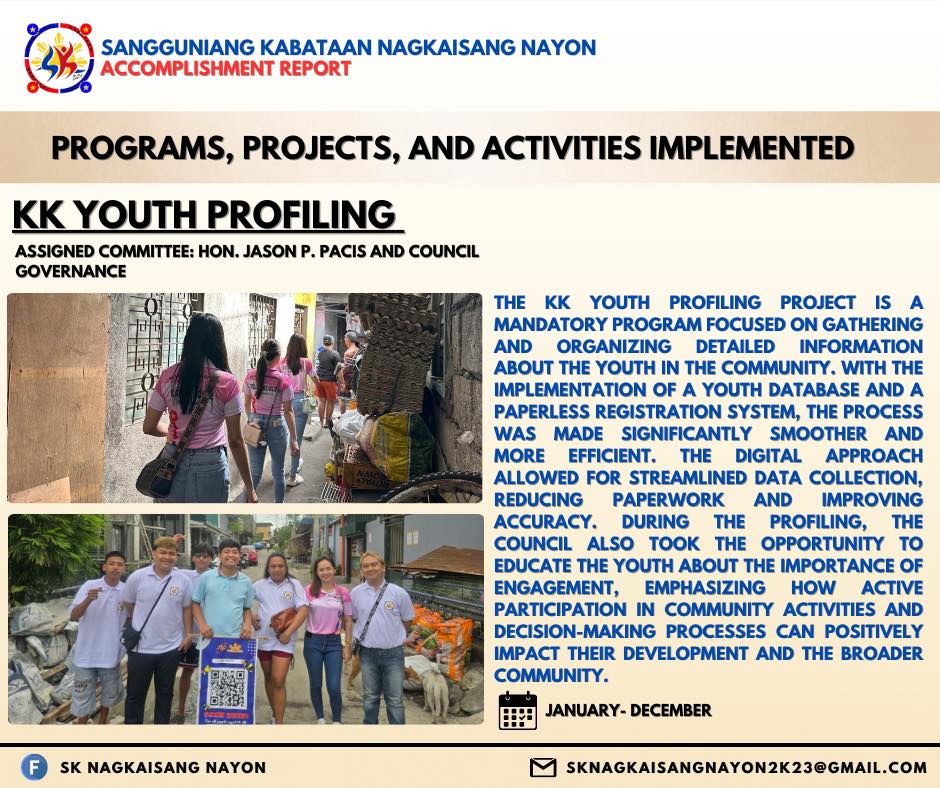 SANGGUNIANG KABATAAN NAGKAISANG NAYON
ACCOMPLISHMENT REPORT
PROGRAMS, PROJECTS, AND ACTIVITIES IMPLEMENTED
KK YOUTH PROFILING
ASSIGNED COMMITTEE: HON. JASON P. PACIS AND COUNCIL
GOVERNANCE
THE KK YOUTH PROFILING PROJECT IS A
MANDATORY PROGRAM FOCUSED ON GATHERING
AND ORGANIZING DETAILED INFORMATION
ABOUT THE YOUTH IN THE COMMUNITY. WITH THE
IMPLEMENTATION OF A YOUTH DATABASE AND A
PAPERLESS REGISTRATION SYSTEM, THE PROCESS
WAS MADE SIGNIFICANTLY SMOOTHER AND
MORE EFFICIENT. THE DIGITAL APPROACH
ALLOWED FOR STREAMLINED DATA COLLECTION,
REDUCING PAPERWORK AND IMPROVING
ACCURACY. DURING THE PROFILING, THE
COUNCIL ALSO TOOK THE OPPORTUNITY TO
EDUCATE THE YOUTH ABOUT THE IMPORTANCE OF
ENGAGEMENT, EMPHASIZING HOW ACTIVE
PARTICIPATION IN COMMUNITY ACTIVITIES AND
DECISION-MAKING PROCESSES CAN POSITIVELY
IMPACT THEIR DEVELOPMENT AND THE BROADER
COMMUNITY.
JANUARY- DECEMBER
F SK NAGKAISANG NAYON
SKNAGKAISANGNAYON2K23@GMAIL.COM